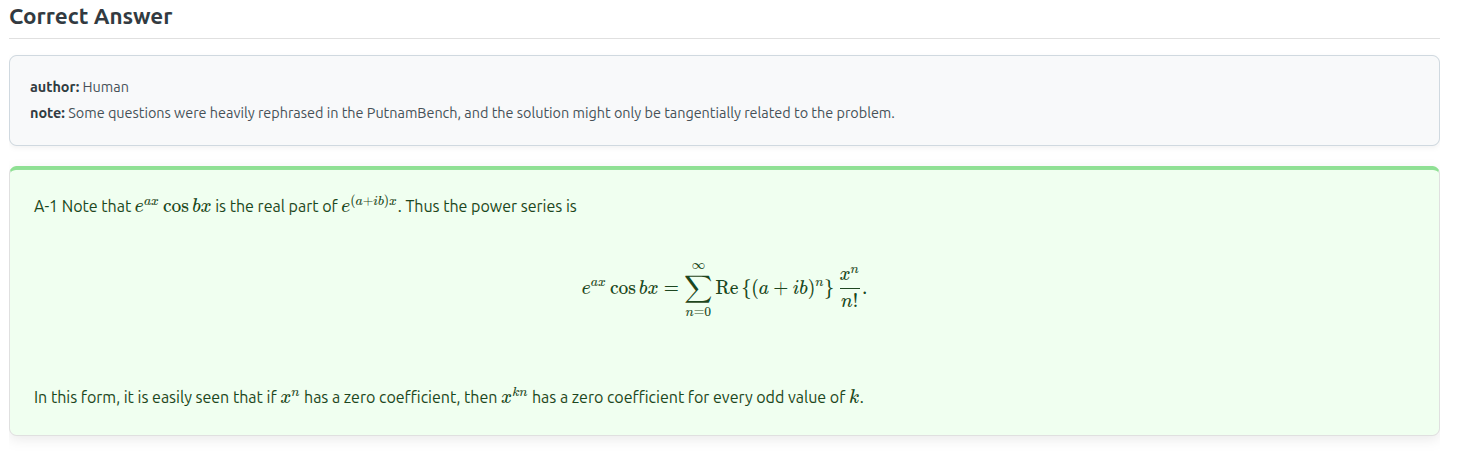 Correct Answer
author: Human
note: Some questions were heavily rephrased in the PutnamBench, and the solution might only be tangentially related to the problem.
A-1 Note that $e^{ax} \cos bx$ is the real part of $e^{(a+ib)x}$. Thus the power series is
$e^{ax} \cos bx = \sum_{n=0}^{\infty} \operatorname{Re} \{(a + ib)^n\} \frac{x^n}{n!}.$
In this form, it is easily seen that if $x^n$ has a zero coefficient, then $x^{kn}$ has a zero coefficient for every odd value of $k$.